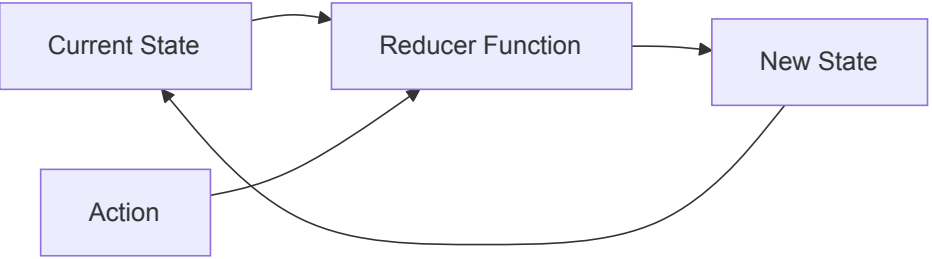 Current State
Reducer Function
New State
Action